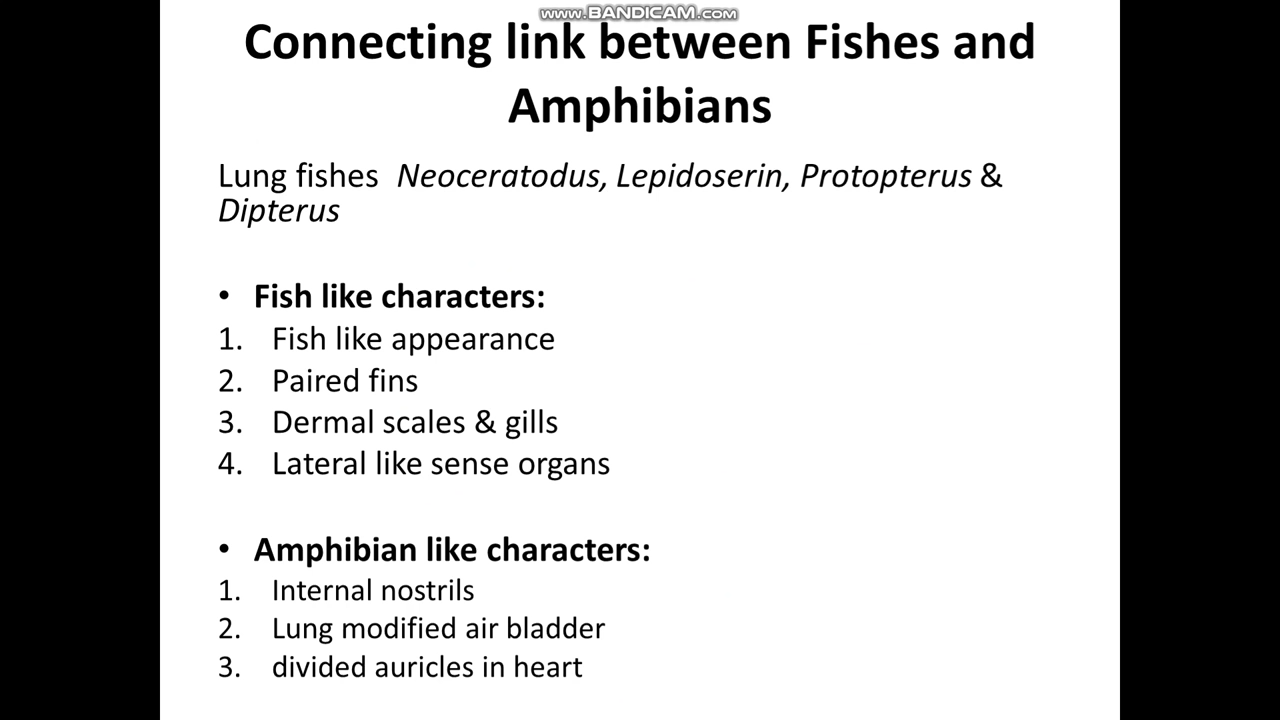 www.BANDICAM.com
Connecting link between Fishes and
Amphibians
Lung fishes Neoceratodus, Lepidoserin, Protopterus &
Dipterus
• Fish like characters:
1. Fish like appearance
2. Paired fins
3. Dermal scales & gills
4. Lateral like sense organs
• Amphibian like characters:
1. Internal nostrils
2. Lung modified air bladder
3. divided auricles in heart